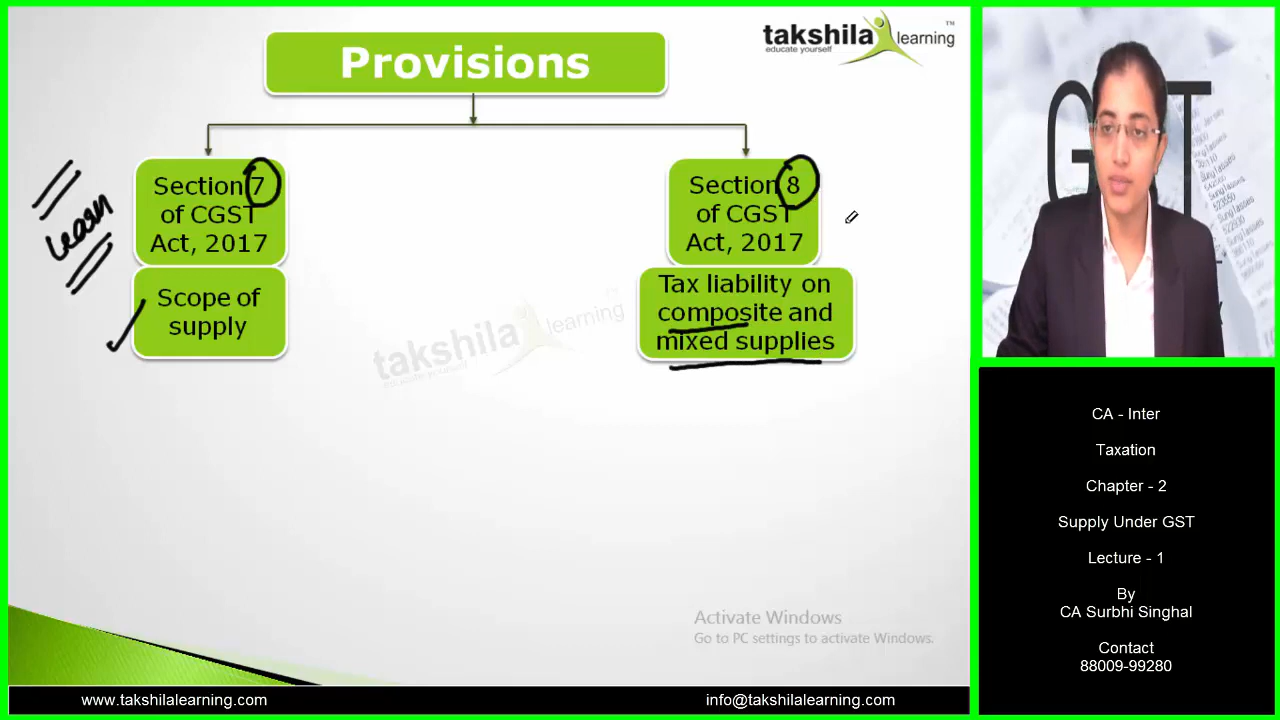 Provisions
takshila learning
TM
educate yourself
Section 7
of CGST
Act, 2017
Scope of
supply
Learn
Section 8
of CGST
Act, 2017
Tax liability on
composite and
mixed supplies
takshila learning
educate yourself
Activate Windows
Go to PC settings to activate Windows.
www.takshilalearning.com
info@takshilalearning.com
G T
CA - Inter
Taxation
Chapter - 2
Supply Under GST
Lecture - 1
By
CA Surbhi Singhal
Contact
88009-99280